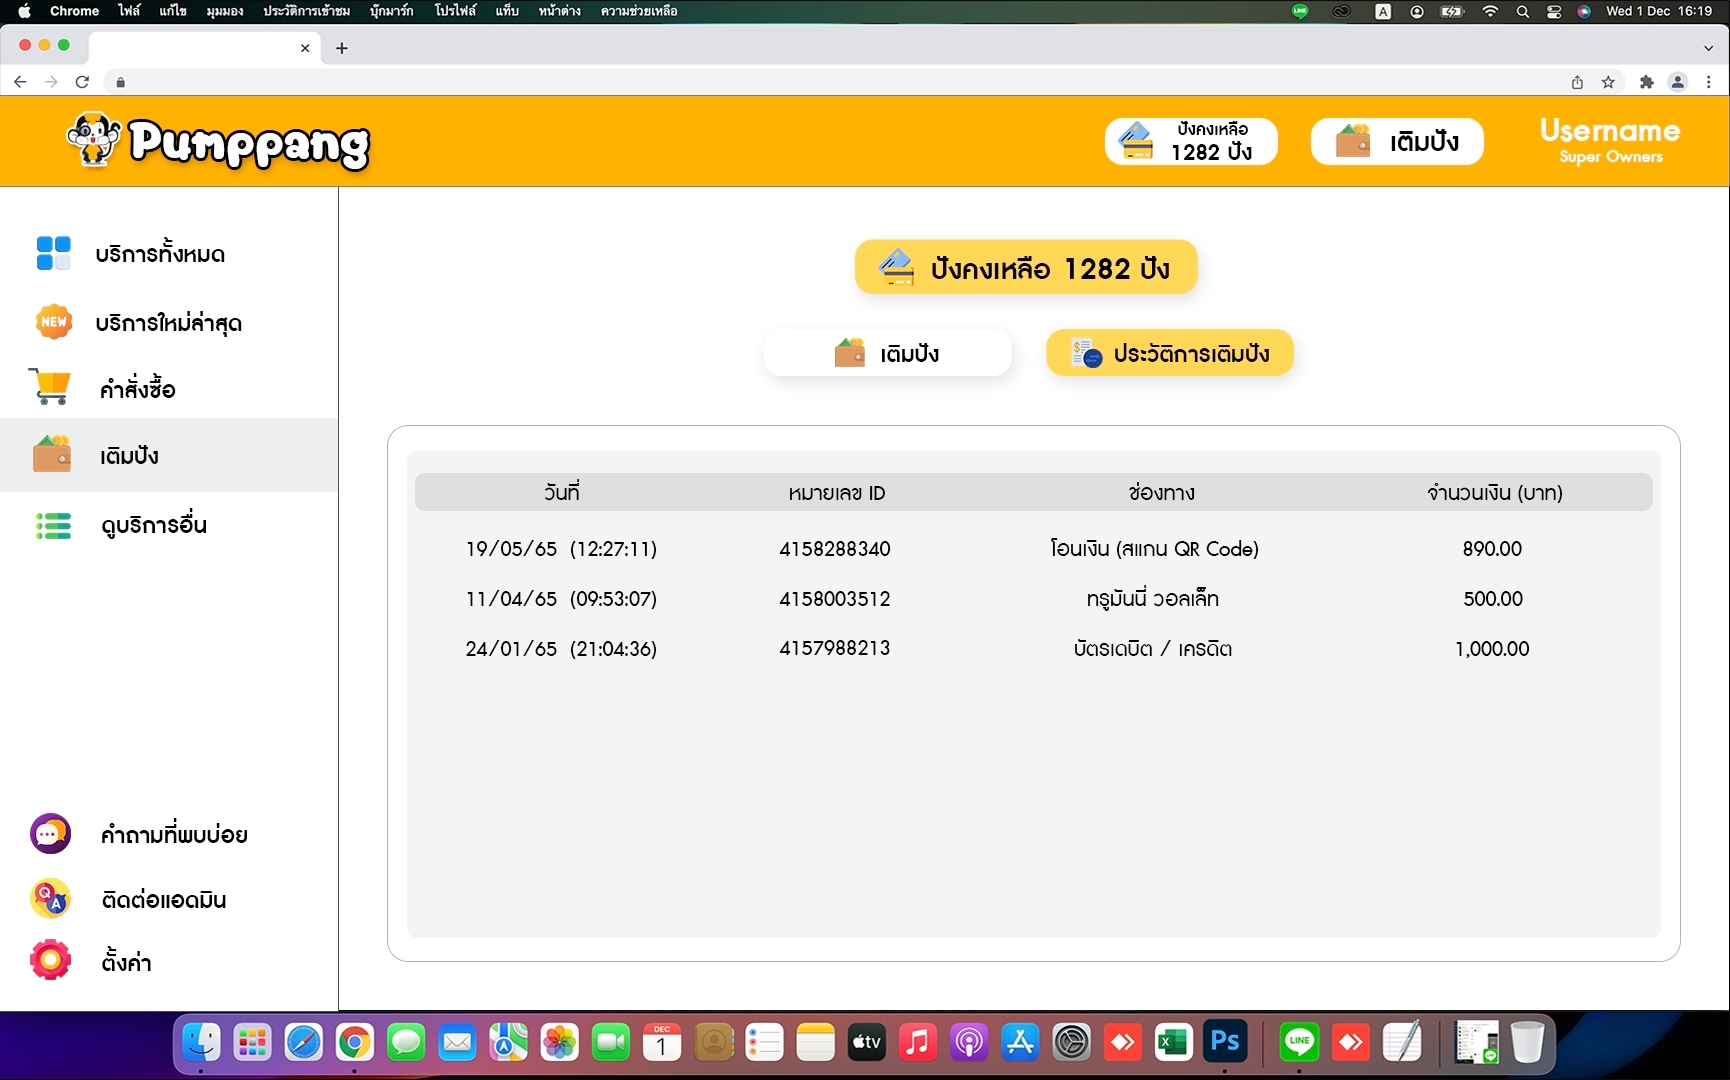 Chrome ไฟล์ แก้ไข มุมมอง ประวัติการเข้าชม บุ๊กมาร์ก โปรไฟล์ แท็บ หน้าต่าง ความช่วยเหลือ LINE A Wed 1 Dec 16:19
Pumppang
ปังคงเหลือ
1282 ปัง
เติมปัง
Username
Super Owners
บริการทั้งหมด
NEW บริการใหม่ล่าสุด
คำสั่งซื้อ
เติมปัง
ดูบริการอื่น
คำถามที่พบบ่อย
Q A ติดต่อแอดมิน
ตั้งค่า
ปังคงเหลือ 1282 ปัง
เติมปัง
ประวัติการเติมปัง
วันที่ หมายเลข ID ช่องทาง จำนวนเงิน (บาท)
19/05/65 (12:27:11) 4158288340 โอนเงิน (สแกน QR Code) 890.00
11/04/65 (09:53:07) 4158003512 ทรูมันนี่ วอลเล็ท 500.00
24/01/65 (21:04:36) 4157988213 บัตรเดบิต / เครดิต 1,000.00
DEC
1
tv
X
Ps
LINE